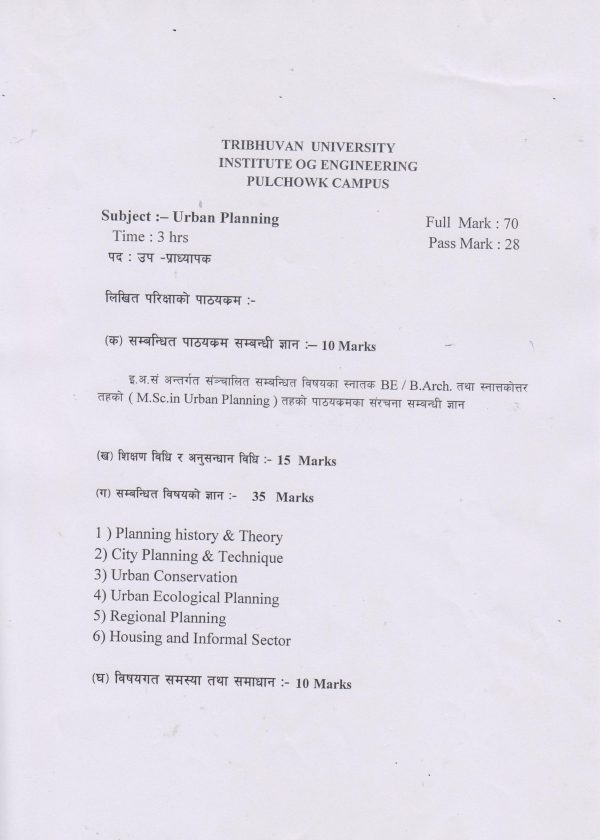 TRIBHUVAN UNIVERSITY
INSTITUTE OG ENGINEERING
PULCHOWK CAMPUS
Subject :– Urban Planning
Full Mark : 70
Time : 3 hrs
Pass Mark : 28
पद : उप -प्राध्यापक
लिखित परिक्षाको पाठयक्रम :-
(क) सम्बन्धित पाठयक्रम सम्बन्धी ज्ञान :– 10 Marks
इ.अ.सं अन्तर्गत संञ्चालित सम्बन्धित विषयका स्नातक BE / B.Arch. तथा स्नात्तकोत्तर
तहको ( M.Sc.in Urban Planning ) तहको पाठयक्रमका संरचना सम्बन्धी ज्ञान
(ख) शिक्षण विधि र अनुसन्धान विधि :- 15 Marks
(ग) सम्बन्धित विषयको ज्ञान :- 35 Marks
1 ) Planning history & Theory
2) City Planning & Technique
3) Urban Conservation
4) Urban Ecological Planning
5) Regional Planning
6) Housing and Informal Sector
(घ) विषयगत समस्या तथा समाधान :- 10 Marks